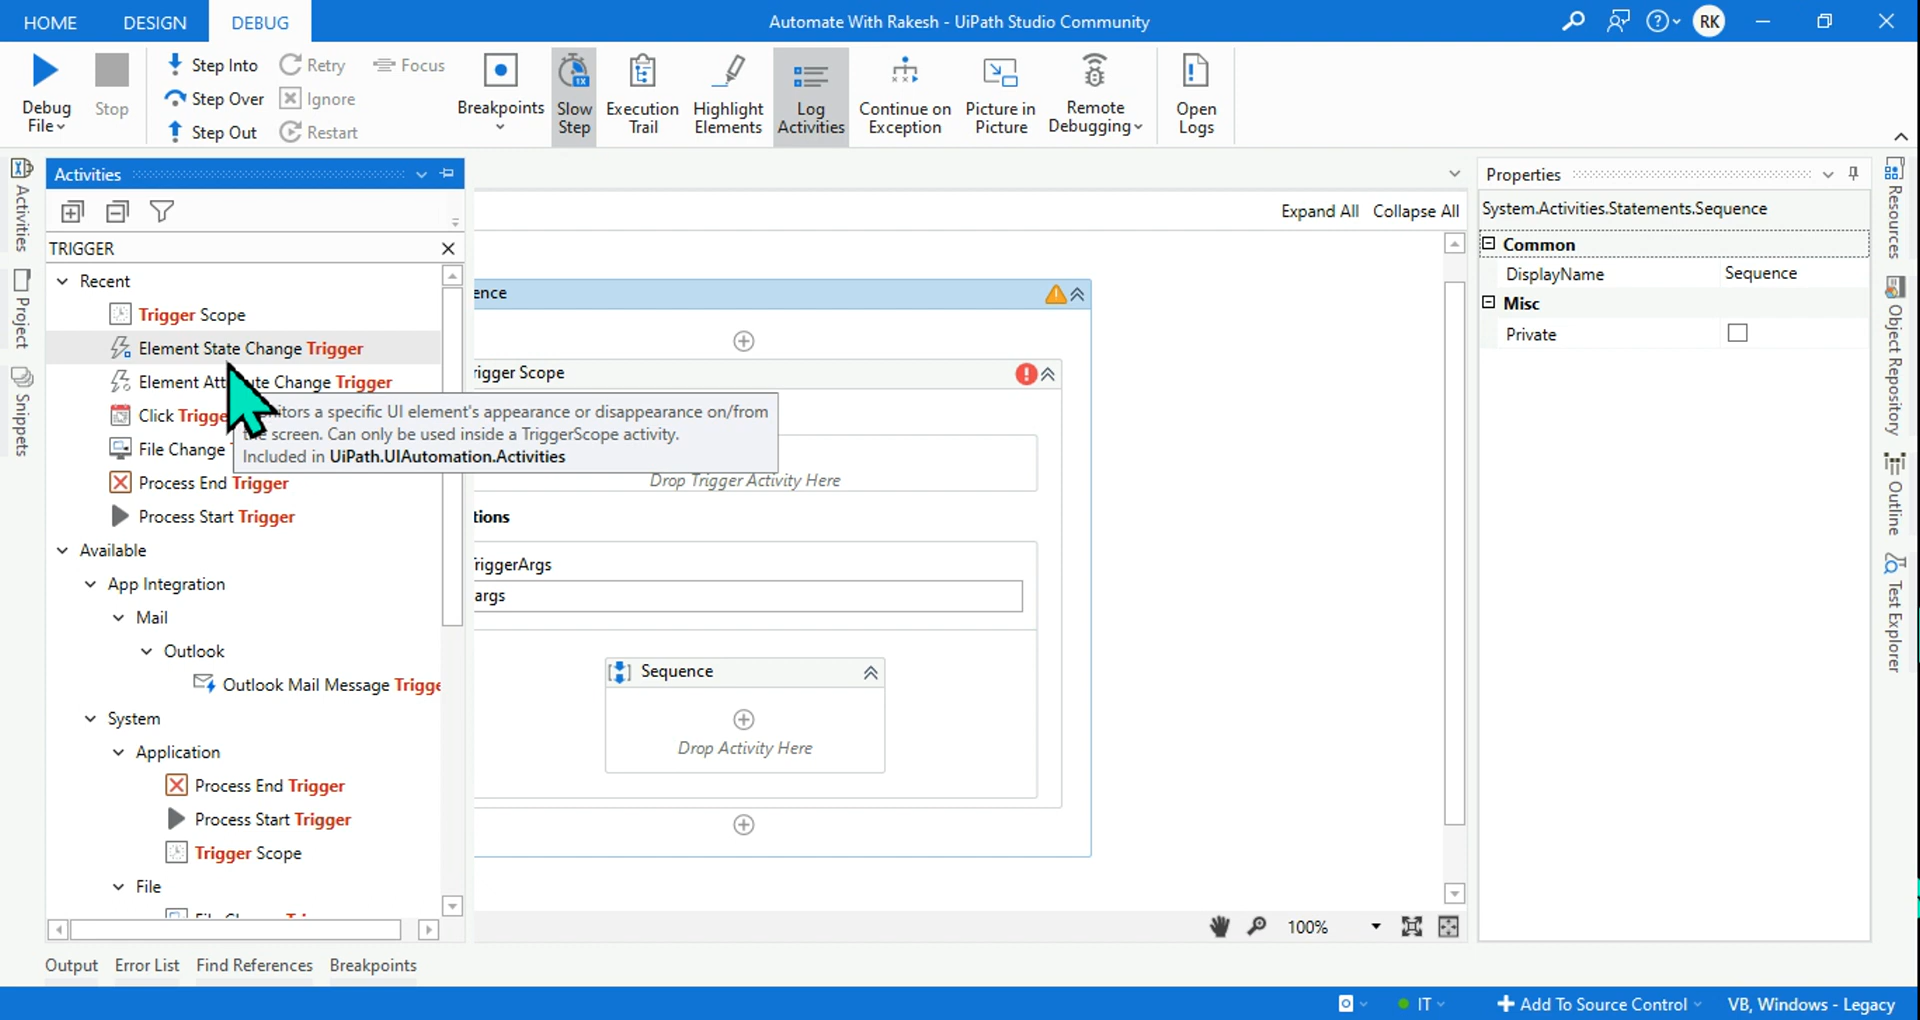 HOME DESIGN DEBUG Automate With Rakesh - UiPath Studio Community RK
Debug File
Stop
Step Into
Step Over
Step Out
Retry
Ignore
Restart
Focus
Breakpoints
Slow Step
1X
Execution Trail
Highlight Elements
Log Activities
Continue on Exception
Picture in Picture
Remote Debugging
Open Logs
Activities
Project
Snippets
Activities
TRIGGER
Recent
Trigger Scope
Element State Change Trigger
Element Att te Change Trigger
Click Trigge
File Change
Process End Trigger
Process Start Trigger
Available
App Integration
Mail
Outlook
Outlook Mail Message Trigge
System
Application
Process End Trigger
Process Start Trigger
Trigger Scope
File
nitors a specific UI element's appearance or disappearance on/from
the screen. Can only be used inside a TriggerScope activity.
Included in UiPath.UIAutomation.Activities
Expand All Collapse All
ence
rigger Scope
Drop Trigger Activity Here
tions
TriggerArgs
args
Sequence
Drop Activity Here
100%
Properties
System.Activities.Statements.Sequence
Common
DisplayName Sequence
Misc
Private
Resources
Object Repository
Outline
Test Explorer
Output Error List Find References Breakpoints
IT Add To Source Control VB, Windows - Legacy